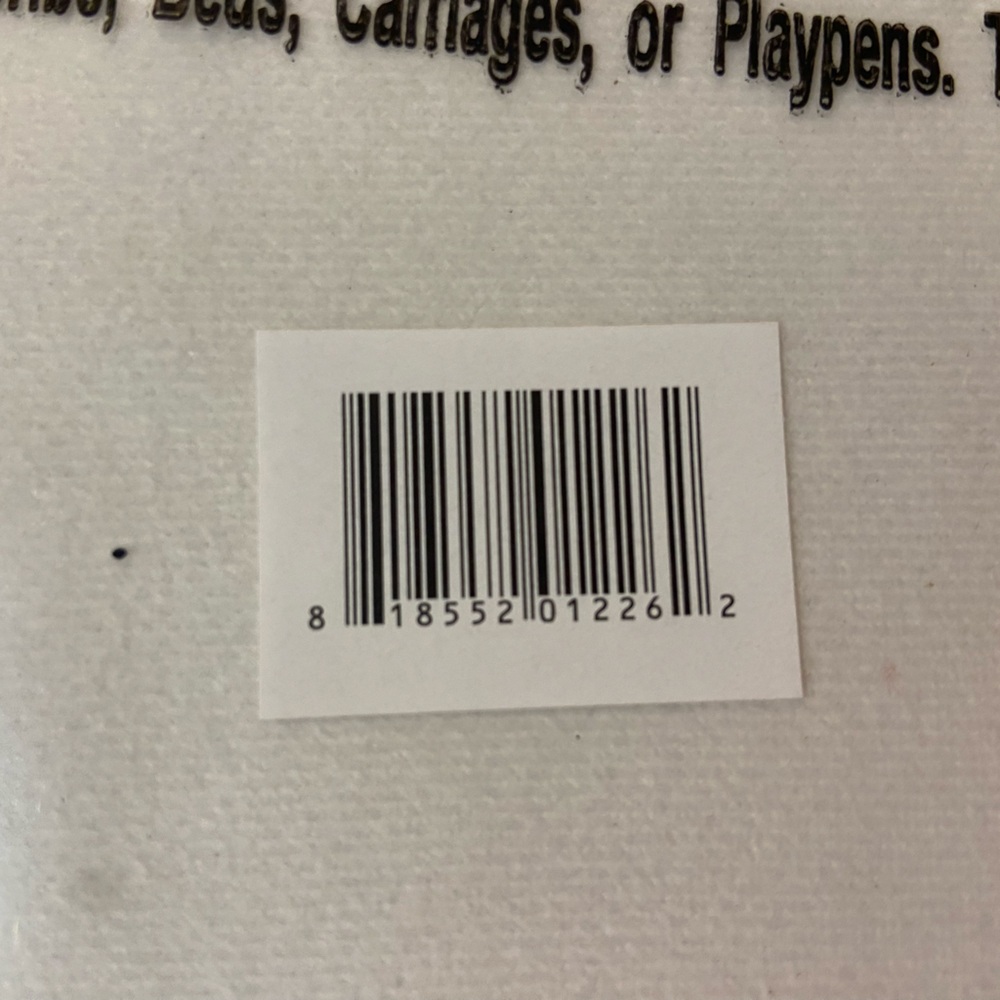 Beds, Carriages, or Playpens.
8 18552 01226 2